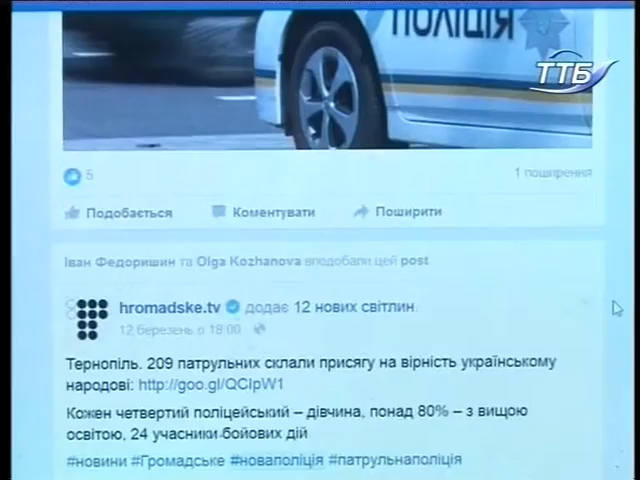 ПОЛІЦІЯ
ТТБ
5
1 поширення
Подобається Коментувати Поширити
Іван Федоришин та Olga Kozhanova вподобали цей post
hromadske.tv додає 12 нових світлин.
12 березень о 18:00
Тернопіль. 209 патрульних склали присягу на вірність українському
народові: http://goo.gl/QCIpW1
Кожен четвертий поліцейський – дівчина, понад 80% – з вищою
освітою, 24 учасники бойових дій
#новини #Громадське #новаполіція #патрульнаполіція